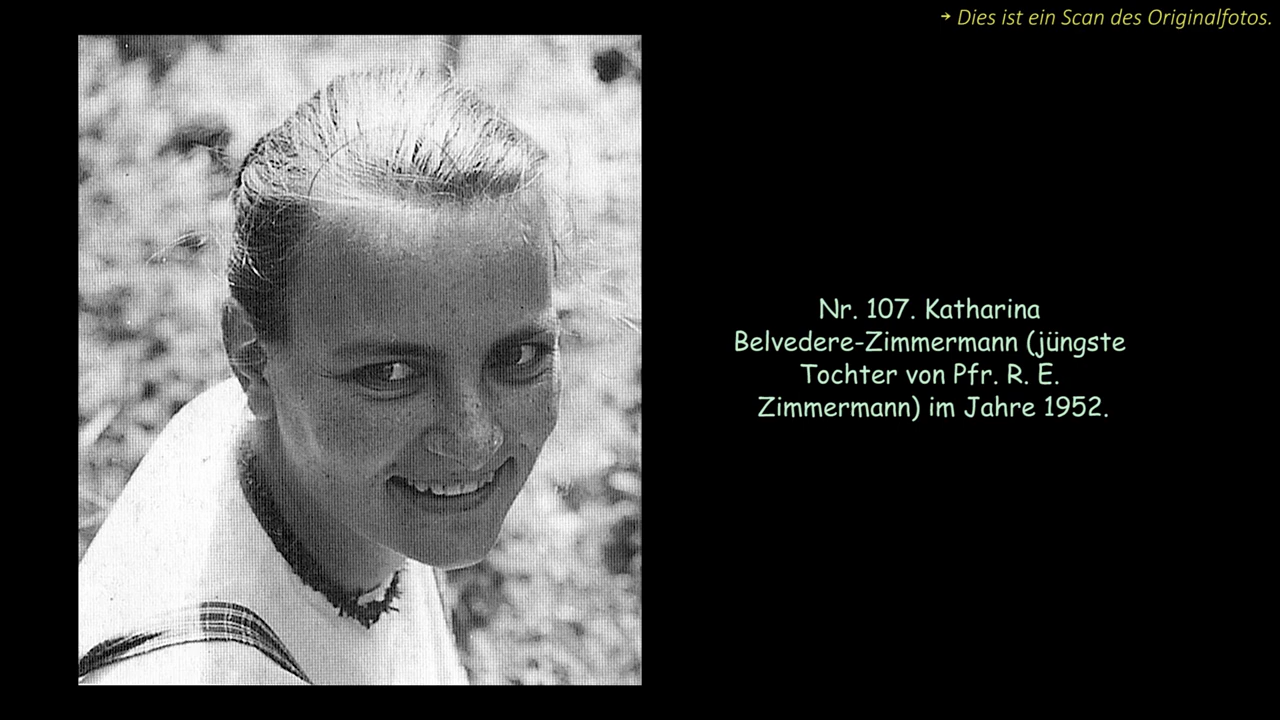 → Dies ist ein Scan des Originalfotos.
Nr. 107. Katharina
Belvedere-Zimmermann (jüngste
Tochter von Pfr. R. E.
Zimmermann) im Jahre 1952.